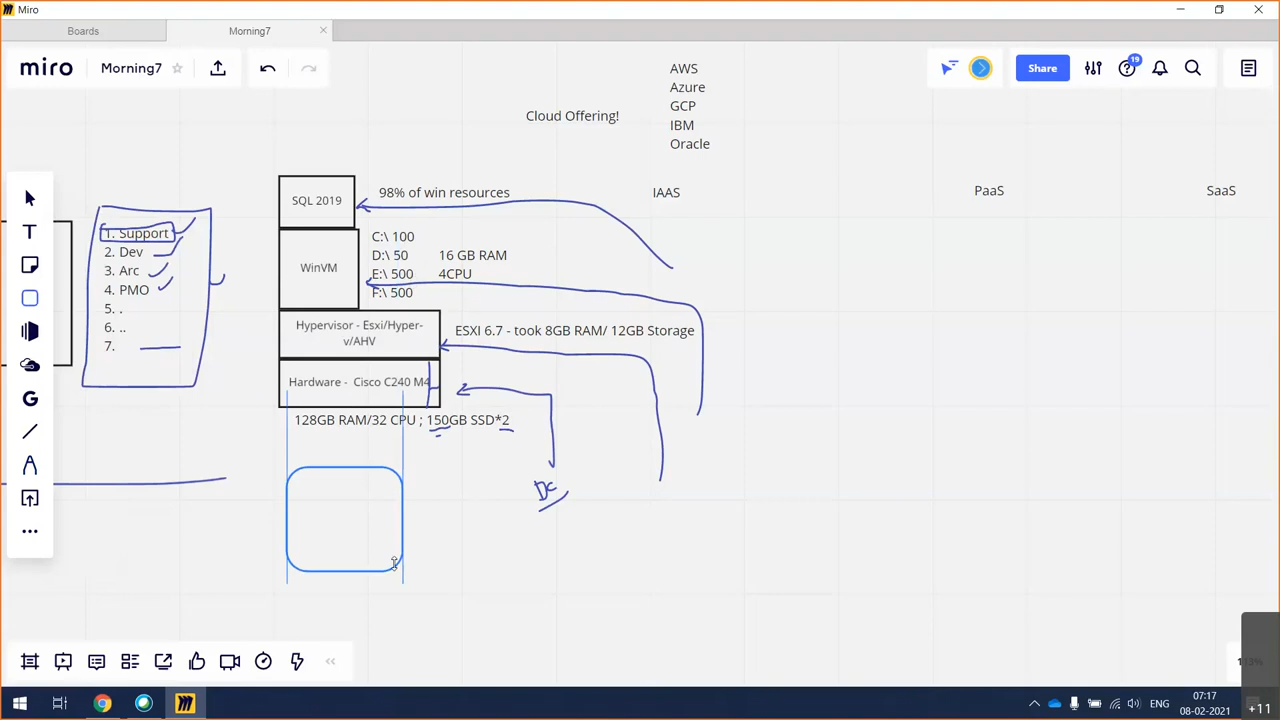 Miro
Boards
Morning7
miro
Morning7
19
Share
AWS
Azure
GCP
IBM
Oracle
Cloud Offering!
IAAS
PaaS
SaaS
1. Support
2. Dev
3. Arc
4. PMO
5. .
6. ..
7.
SQL 2019
98% of win resources
WinVM
C:\ 100
D:\ 50 16 GB RAM
E:\ 500 4CPU
F:\ 500
Hypervisor - Esxi/Hyper-
v/AHV
ESXI 6.7 - took 8GB RAM/ 12GB Storage
Hardware - Cisco C240 M4
128GB RAM/32 CPU ; 150GB SSD*2
DC
ENG
07:17
08-02-2021
+11